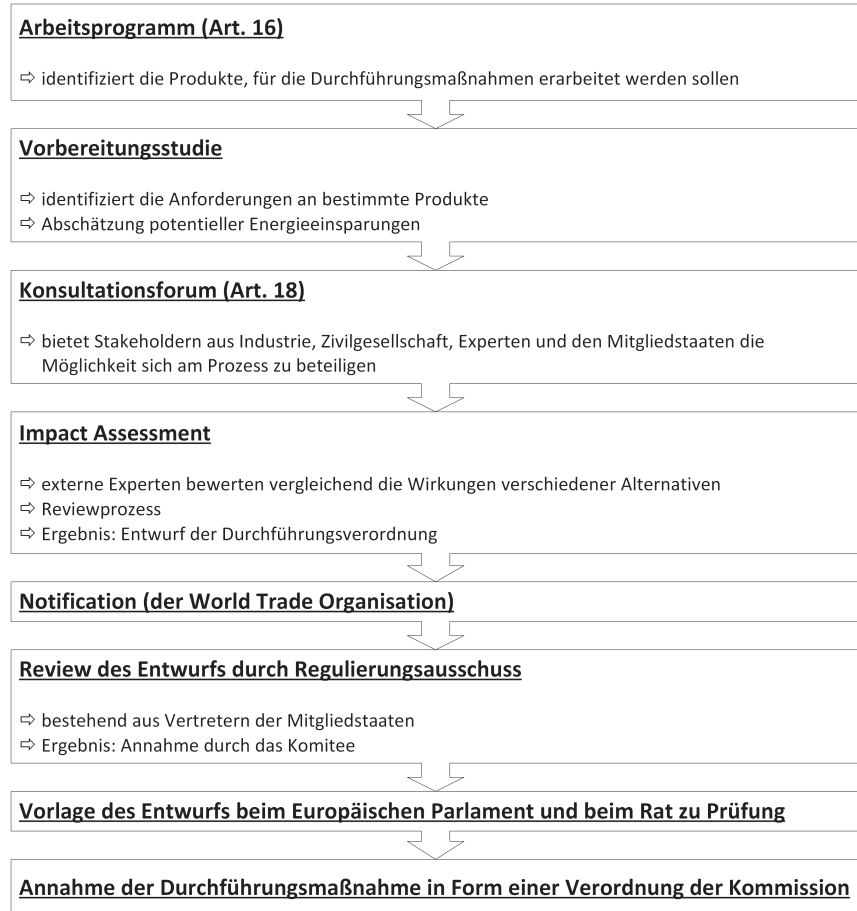 Arbeitsprogramm (Art. 16)
⇨ identifiziert die Produkte, für die Durchführungsmaßnahmen erarbeitet werden sollen
Vorbereitungsstudie
⇨ identifiziert die Anforderungen an bestimmte Produkte
⇨ Abschätzung potentieller Energieeinsparungen
Konsultationsforum (Art. 18)
⇨ bietet Stakeholdern aus Industrie, Zivilgesellschaft, Experten und den Mitgliedstaaten die
Möglichkeit sich am Prozess zu beteiligen
Impact Assessment
⇨ externe Experten bewerten vergleichend die Wirkungen verschiedener Alternativen
⇨ Reviewprozess
⇨ Ergebnis: Entwurf der Durchführungsverordnung
Notification (der World Trade Organisation)
Review des Entwurfs durch Regulierungsausschuss
⇨ bestehend aus Vertretern der Mitgliedstaaten
⇨ Ergebnis: Annahme durch das Komitee
Vorlage des Entwurfs beim Europäischen Parlament und beim Rat zu Prüfung
Annahme der Durchführungsmaßnahme in Form einer Verordnung der Kommission